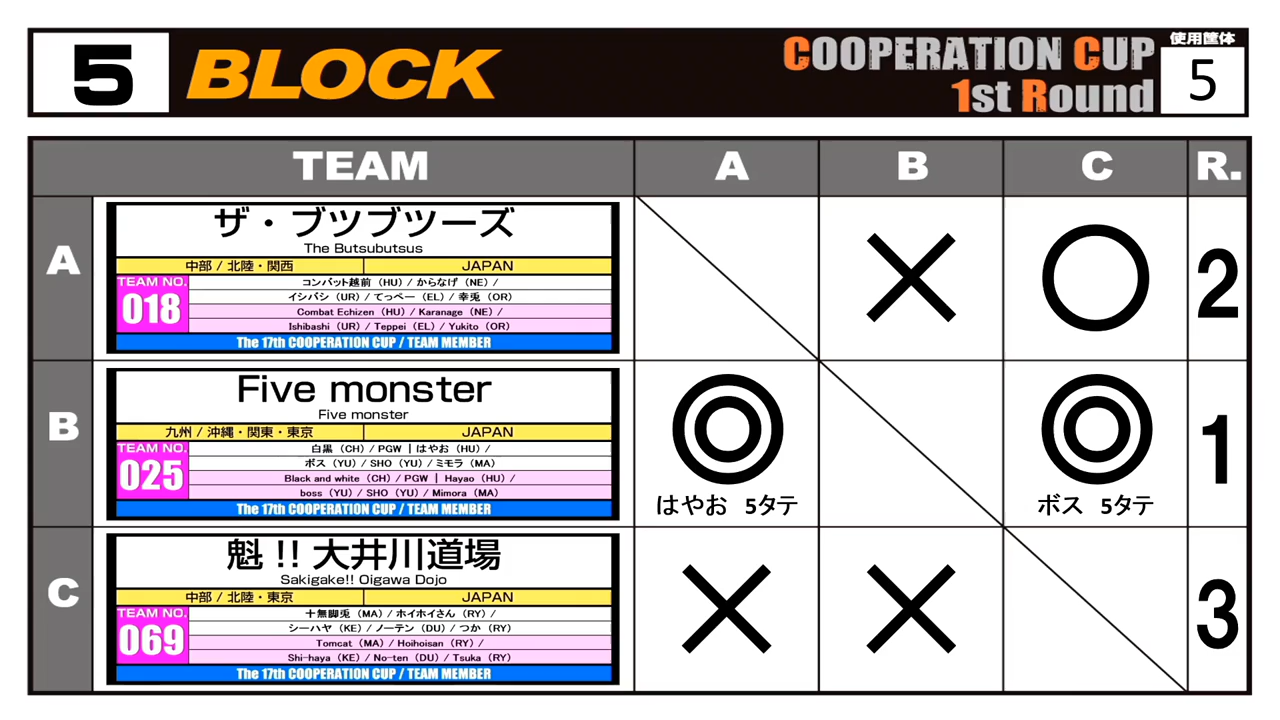 5 BLOCK
COOPERATION CUP
1st Round
使用筐体
5
TEAM A B C R.
A
ザ・ブツブツーズ
The Butsubutsus
中部 / 北陸・関西 JAPAN
TEAM NO.
018
コンバット越前（HU）/ からなげ（NE）/
イシバシ（UR）/ てっぺー（EL）/ 幸兎（OR）
Combat Echizen（HU）/ Karanage（NE）/
Ishibashi（UR）/ Teppei（EL）/ Yukito（OR）
The 17th COOPERATION CUP / TEAM MEMBER
× ○ 2
B
Five monster
Five monster
九州 / 沖縄・関東・東京 JAPAN
TEAM NO.
025
白黒（CH）/ PGW | はやお（HU）/
ボス（YU）/ SHO（YU）/ ミモラ（MA）
Black and white（CH）/ PGW | Hayao（HU）/
boss（YU）/ SHO（YU）/ Mimora（MA）
The 17th COOPERATION CUP / TEAM MEMBER
◎ ◎ 1
はやお 5タテ ボス 5タテ
C
魁 !! 大井川道場
Sakigake!! Oigawa Dojo
中部 / 北陸・東京 JAPAN
TEAM NO.
069
十無脚兎（MA）/ ホイホイさん（RY）/
シーハヤ（KE）/ ノーテン（DU）/ つか（RY）
Tomcat（MA）/ Hoihoisan（RY）/
Shi-haya（KE）/ No-ten（DU）/ Tsuka（RY）
The 17th COOPERATION CUP / TEAM MEMBER
× × 3